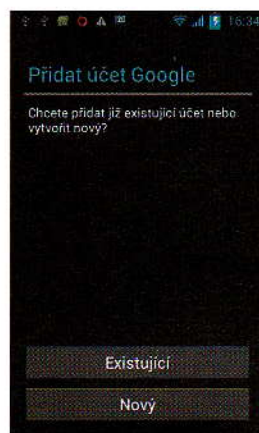 16:34
Přidat účet Google
Chcete přidat již existující účet nebo
vytvořit nový?
Existující
Nový